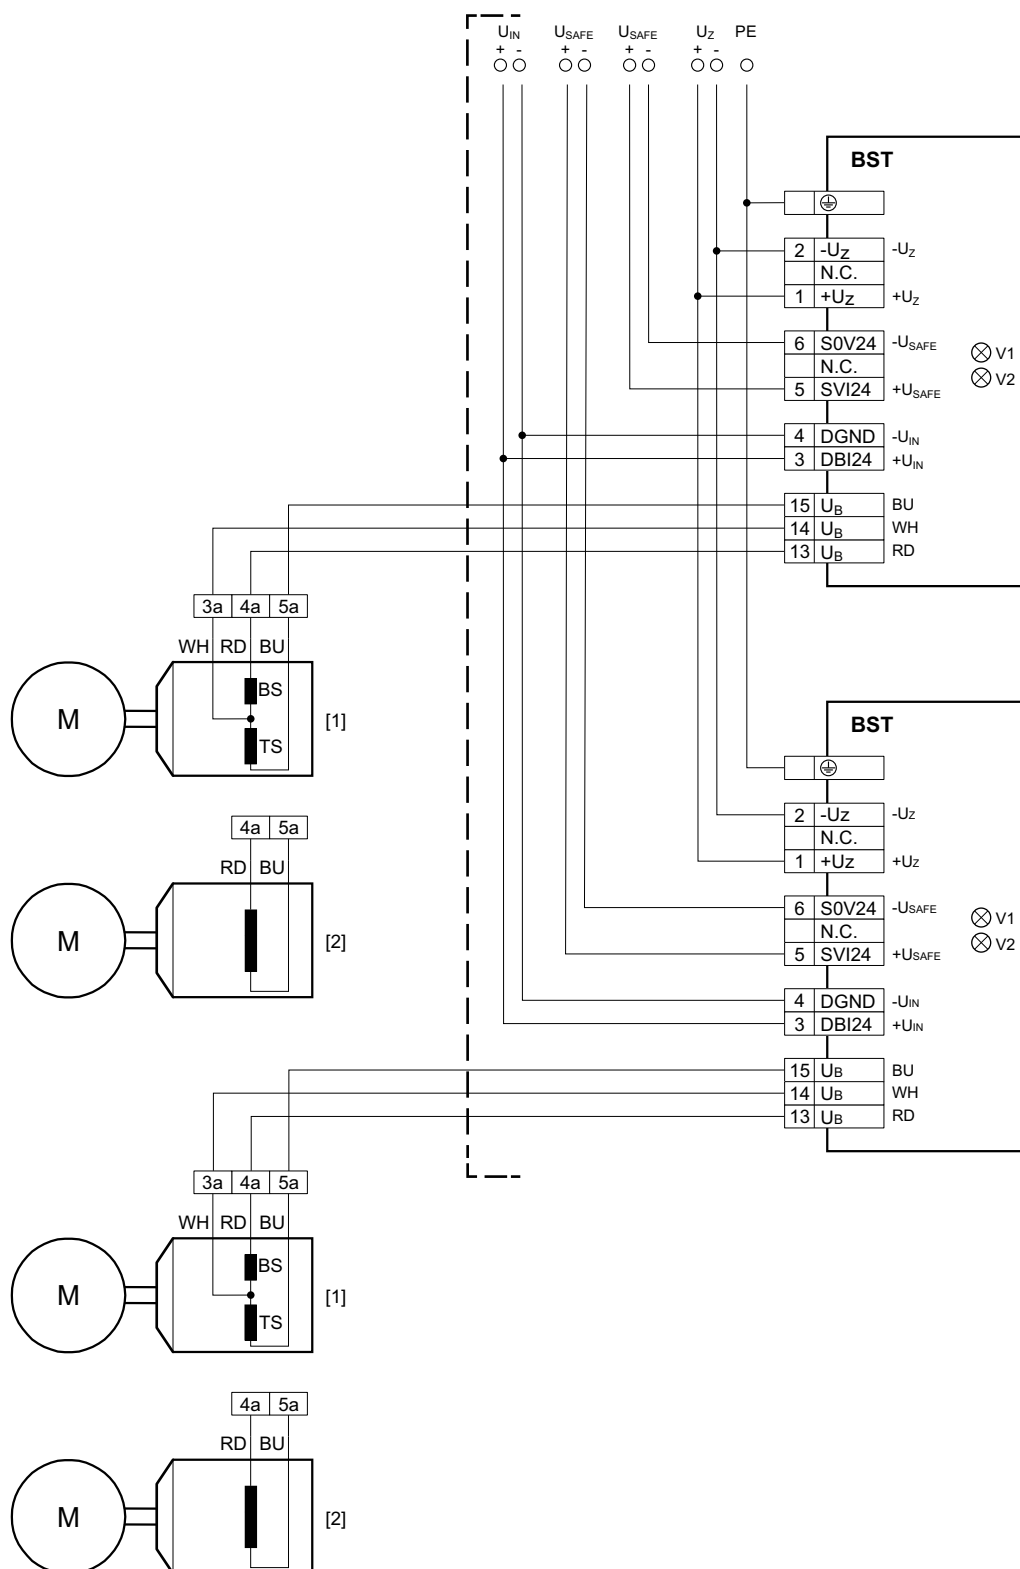 UIN USAFE USAFE UZ PE
+ - + - + - + -
BST
2 -UZ -UZ
N.C.
1 +UZ +UZ
6 S0V24 -USAFE
N.C.
5 SVI24 +USAFE
V1
V2
4 DGND -UIN
3 DBI24 +UIN
15 UB BU
14 UB WH
13 UB RD
3a 4a 5a
WH RD BU
BS
M [1]
TS
4a 5a
RD BU
M [2]
BST
2 -UZ -UZ
N.C.
1 +UZ +UZ
6 S0V24 -USAFE
N.C.
5 SVI24 +USAFE
V1
V2
4 DGND -UIN
3 DBI24 +UIN
15 UB BU
14 UB WH
13 UB RD
3a 4a 5a
WH RD BU
BS
M [1]
TS
4a 5a
RD BU
M [2]